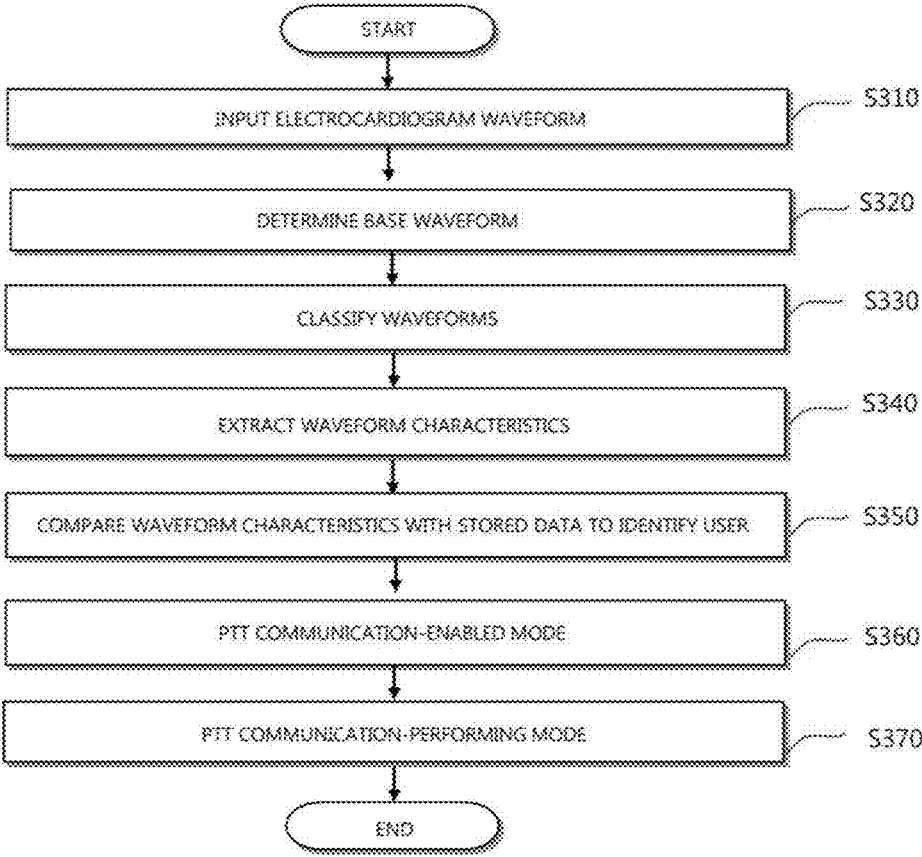 START
INPUT ELECTROCARDIOGRAM WAVEFORM
S310
DETERMINE BASE WAVEFORM
S320
CLASSIFY WAVEFORMS
S330
EXTRACT WAVEFORM CHARACTERISTICS
S340
COMPARE WAVEFORM CHARACTERISTICS WITH STORED DATA TO IDENTIFY USER
S350
PTT COMMUNICATION-ENABLED MODE
S360
PTT COMMUNICATION-PERFORMING MODE
S370
END